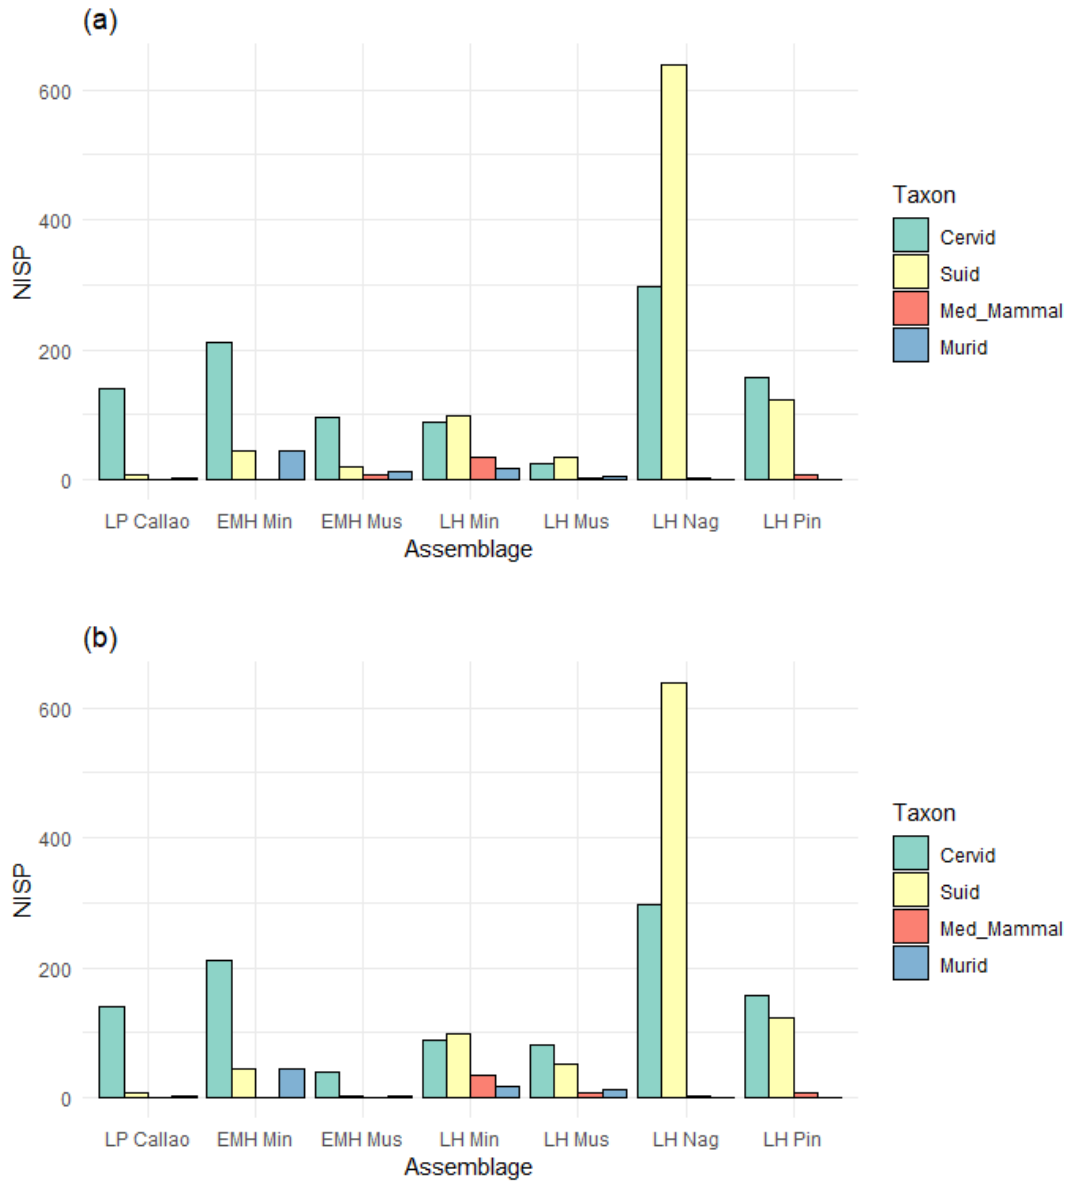 (a)
600
400
200
0
NISP
LP Callao EMH Min EMH Mus LH Min LH Mus LH Nag LH Pin
Assemblage
Taxon
Cervid
Suid
Med_Mammal
Murid
(b)
600
400
200
0
NISP
LP Callao EMH Min EMH Mus LH Min LH Mus LH Nag LH Pin
Assemblage
Taxon
Cervid
Suid
Med_Mammal
Murid